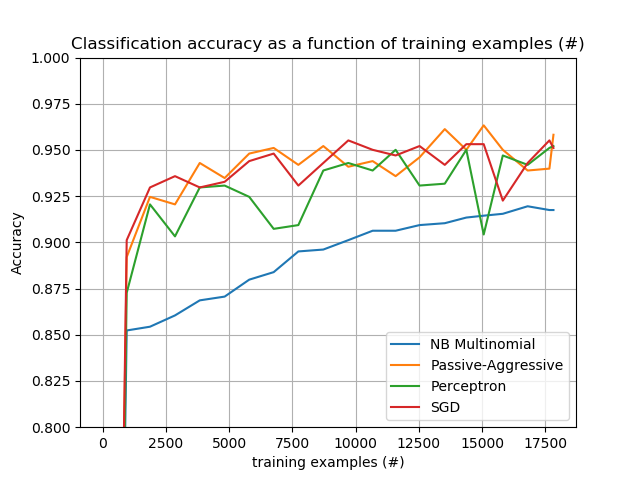 Classification accuracy as a function of training examples (#)
1.000
0.975
0.950
0.925
0.900
0.875
0.850
0.825
0.800
Accuracy
NB Multinomial
Passive-Aggressive
Perceptron
SGD
0 2500 5000 7500 10000 12500 15000 17500
training examples (#)